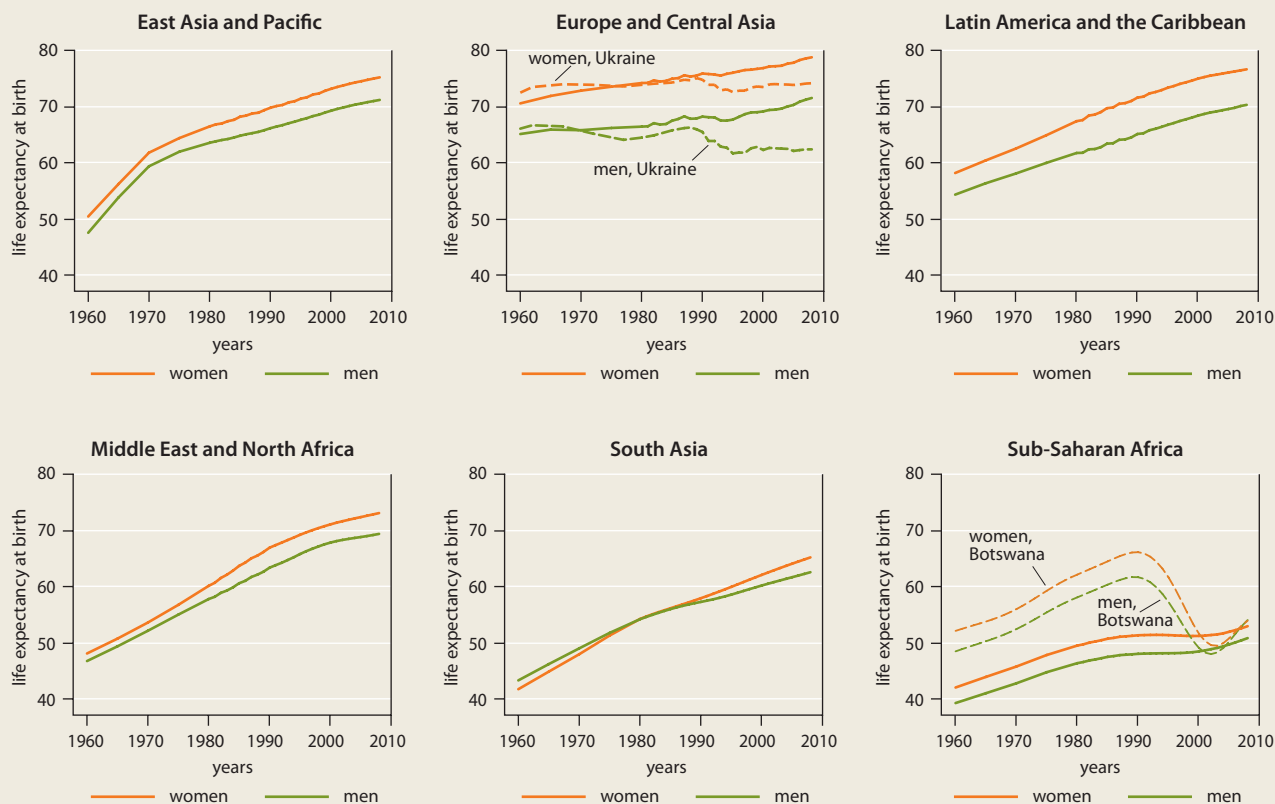 East Asia and Pacific
life expectancy at birth
80
70
60
50
40
1960 1970 1980 1990 2000 2010
years
women men
Europe and Central Asia
life expectancy at birth
80
70
60
50
40
women, Ukraine
men, Ukraine
1960 1970 1980 1990 2000 2010
years
women men
Latin America and the Caribbean
life expectancy at birth
80
70
60
50
40
1960 1970 1980 1990 2000 2010
years
women men
Middle East and North Africa
life expectancy at birth
80
70
60
50
40
1960 1970 1980 1990 2000 2010
years
women men
South Asia
life expectancy at birth
80
70
60
50
40
1960 1970 1980 1990 2000 2010
years
women men
Sub-Saharan Africa
life expectancy at birth
80
70
60
50
40
women,
Botswana
men,
Botswana
1960 1970 1980 1990 2000 2010
years
women men